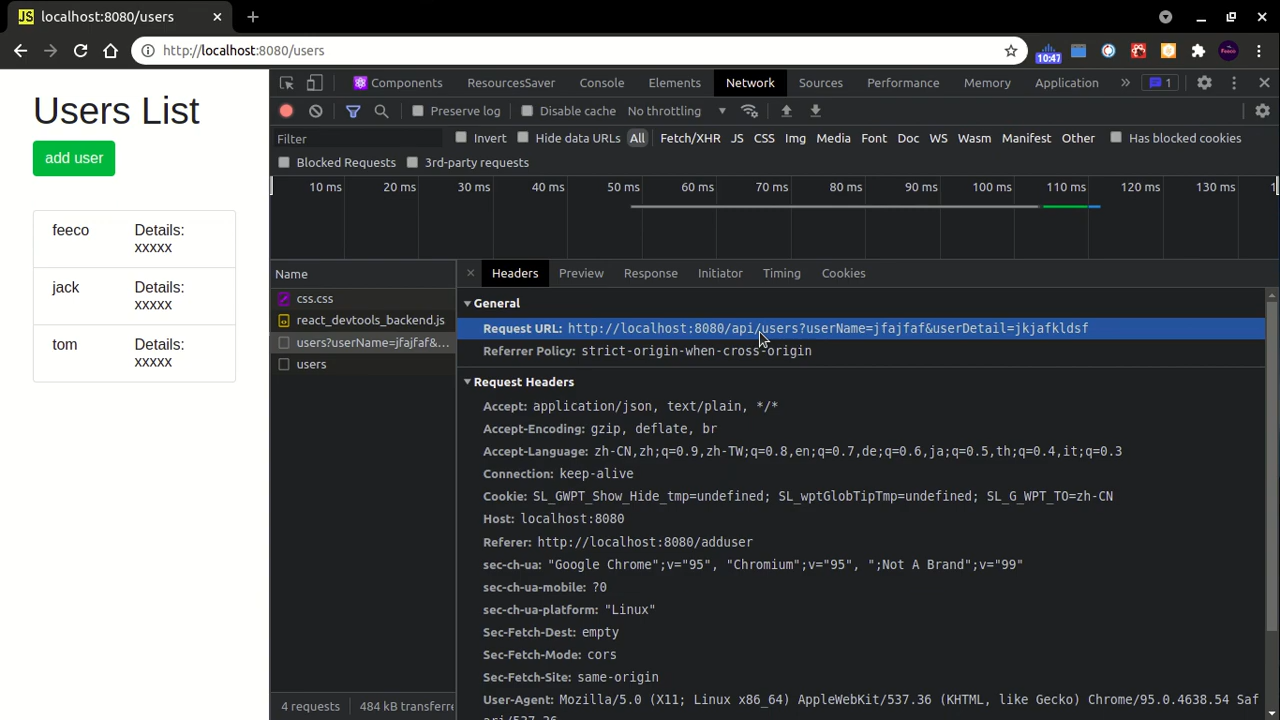 JS localhost:8080/users
http://localhost:8080/users
10:47
Feeco
Users List
add user
feeco Details: xxxxx
jack Details: xxxxx
tom Details: xxxxx
Components ResourcesSaver Console Elements Network Sources Performance Memory Application » 1
Preserve log Disable cache No throttling
Filter Invert Hide data URLs All Fetch/XHR JS CSS Img Media Font Doc WS Wasm Manifest Other Has blocked cookies
Blocked Requests 3rd-party requests
10 ms 20 ms 30 ms 40 ms 50 ms 60 ms 70 ms 80 ms 90 ms 100 ms 110 ms 120 ms 130 ms 1
Name
css.css
react_devtools_backend.js
users?userName=jfajfaf&...
users
4 requests 484 kB transferre
Headers Preview Response Initiator Timing Cookies
General
Request URL: http://localhost:8080/api/users?userName=jfajfaf&userDetail=jkjafkldsf
Referrer Policy: strict-origin-when-cross-origin
Request Headers
Accept: application/json, text/plain, */*
Accept-Encoding: gzip, deflate, br
Accept-Language: zh-CN,zh;q=0.9,zh-TW;q=0.8,en;q=0.7,de;q=0.6,ja;q=0.5,th;q=0.4,it;q=0.3
Connection: keep-alive
Cookie: SL_GWPT_Show_Hide_tmp=undefined; SL_wptGlobTipTmp=undefined; SL_G_WPT_TO=zh-CN
Host: localhost:8080
Referer: http://localhost:8080/adduser
sec-ch-ua: "Google Chrome";v="95", "Chromium";v="95", ";Not A Brand";v="99"
sec-ch-ua-mobile: ?0
sec-ch-ua-platform: "Linux"
Sec-Fetch-Dest: empty
Sec-Fetch-Mode: cors
Sec-Fetch-Site: same-origin
User-Agent: Mozilla/5.0 (X11; Linux x86_64) AppleWebKit/537.36 (KHTML, like Gecko) Chrome/95.0.4638.54 Saf
ari/537.36